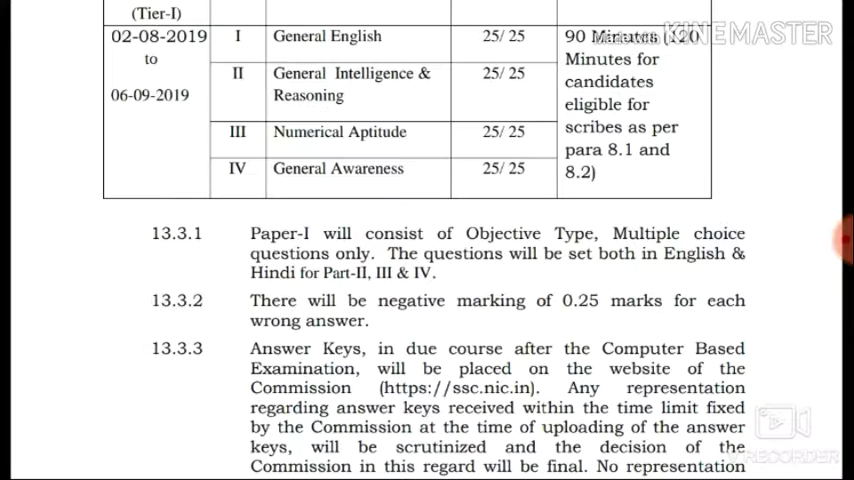 (Tier-I)
02-08-2019
to
06-09-2019
I General English 25/ 25
II General Intelligence &
Reasoning 25/ 25
III Numerical Aptitude 25/ 25
IV General Awareness 25/ 25
90 Minutes (120
Minutes for
candidates
eligible for
scribes as per
para 8.1 and
8.2)
KINEMASTER
13.3.1 Paper-I will consist of Objective Type, Multiple choice
questions only. The questions will be set both in English &
Hindi for Part-II, III & IV.
13.3.2 There will be negative marking of 0.25 marks for each
wrong answer.
13.3.3 Answer Keys, in due course after the Computer Based
Examination, will be placed on the website of the
Commission (https://ssc.nic.in). Any representation
regarding answer keys received within the time limit fixed
by the Commission at the time of uploading of the answer
keys, will be scrutinized and the decision of the
Commission in this regard will be final. No representation
RECORDER